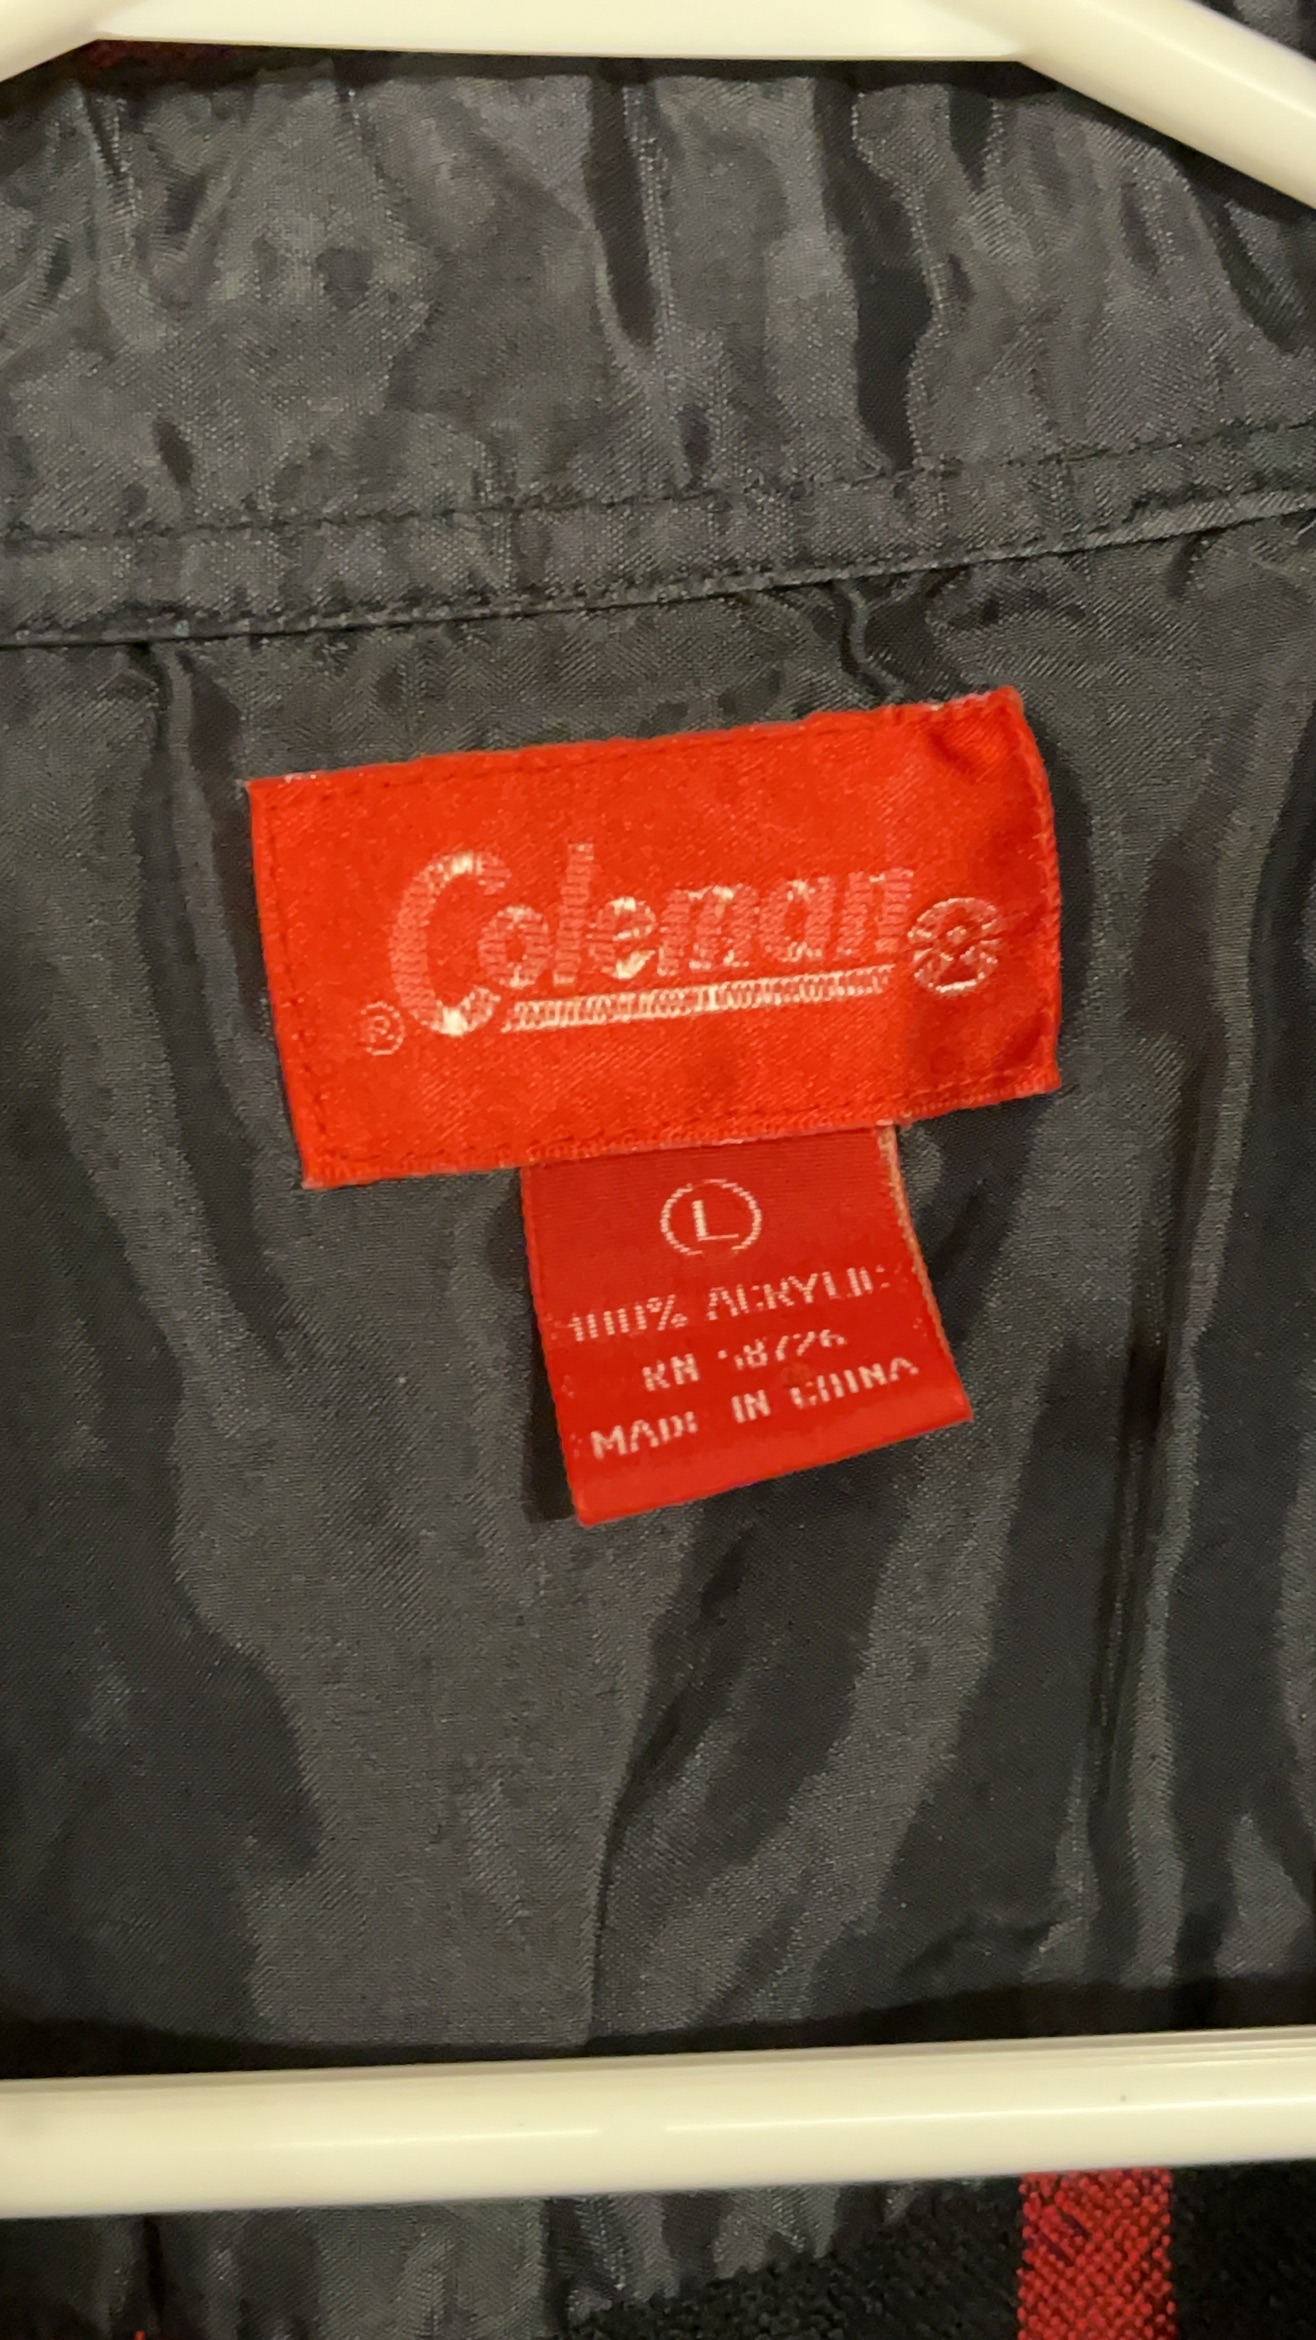 Coleman
®
L
100% ACRYLIC
RN
MADE IN CHINA